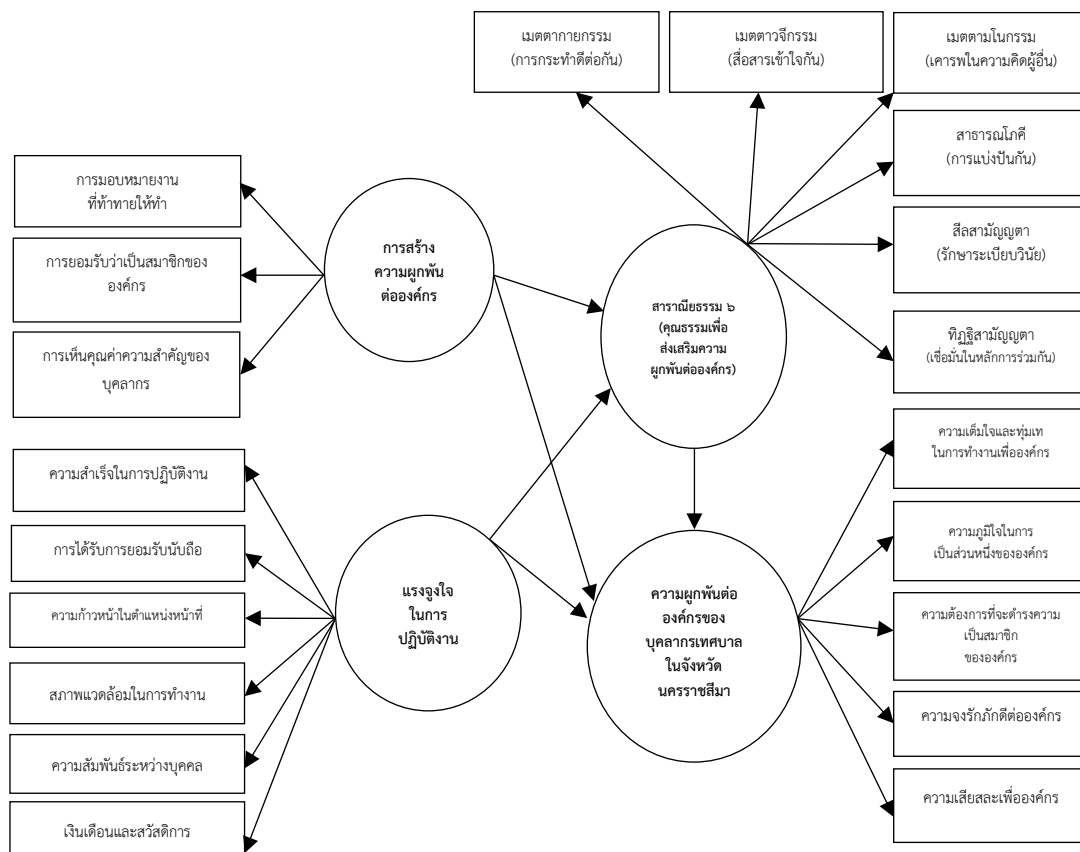 เมตตากายกรรม
(การกระทำดีต่อกัน)
เมตตาวจีกรรม
(สื่อสารเข้าใจกัน)
เมตตามโนกรรม
(เคารพในความคิดผู้อื่น)
สาธารณโภคี
(การแบ่งปันกัน)
สีลสามัญญตา
(รักษาระเบียบวินัย)
ทิฏฐิสามัญญตา
(เชื่อมั่นในหลักการร่วมกัน)
การมอบหมายงาน
ที่ท้าทายให้ทำ
การยอมรับว่าเป็นสมาชิกของ
องค์กร
การเห็นคุณค่าความสำคัญของ
บุคลากร
การสร้าง
ความผูกพัน
ต่อองค์กร
สาราณียธรรม ๖
(คุณธรรมเพื่อ
ส่งเสริมความ
ผูกพันต่อองค์กร)
ความสำเร็จในการปฏิบัติงาน
การได้รับการยอมรับนับถือ
ความก้าวหน้าในตำแหน่งหน้าที่
สภาพแวดล้อมในการทำงาน
ความสัมพันธ์ระหว่างบุคคล
เงินเดือนและสวัสดิการ
แรงจูงใจ
ในการ
ปฏิบัติงาน
ความผูกพันต่อ
องค์กรของ
บุคลากรเทศบาล
ในจังหวัด
นครราชสีมา
ความเต็มใจและทุ่มเท
ในการทำงานเพื่อองค์กร
ความภูมิใจในการ
เป็นส่วนหนึ่งขององค์กร
ความต้องการที่จะดำรงความ
เป็นสมาชิก
ขององค์กร
ความจงรักภักดีต่อองค์กร
ความเสียสละเพื่อองค์กร